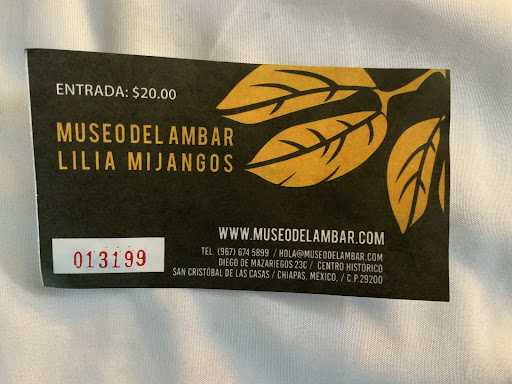 ENTRADA: $20.00
MUSEO DEL AMBAR
LILIA MIJANGOS
WWW.MUSEODELAMBAR.COM
TEL. (967) 674 5899 / HOLA@MUSEODELAMBAR.COM
DIEGO DE MAZARIEGOS 23C / CENTRO HISTÓRICO
SAN CRISTÓBAL DE LAS CASAS / CHIAPAS, MÉXICO. / C.P.29200
013199